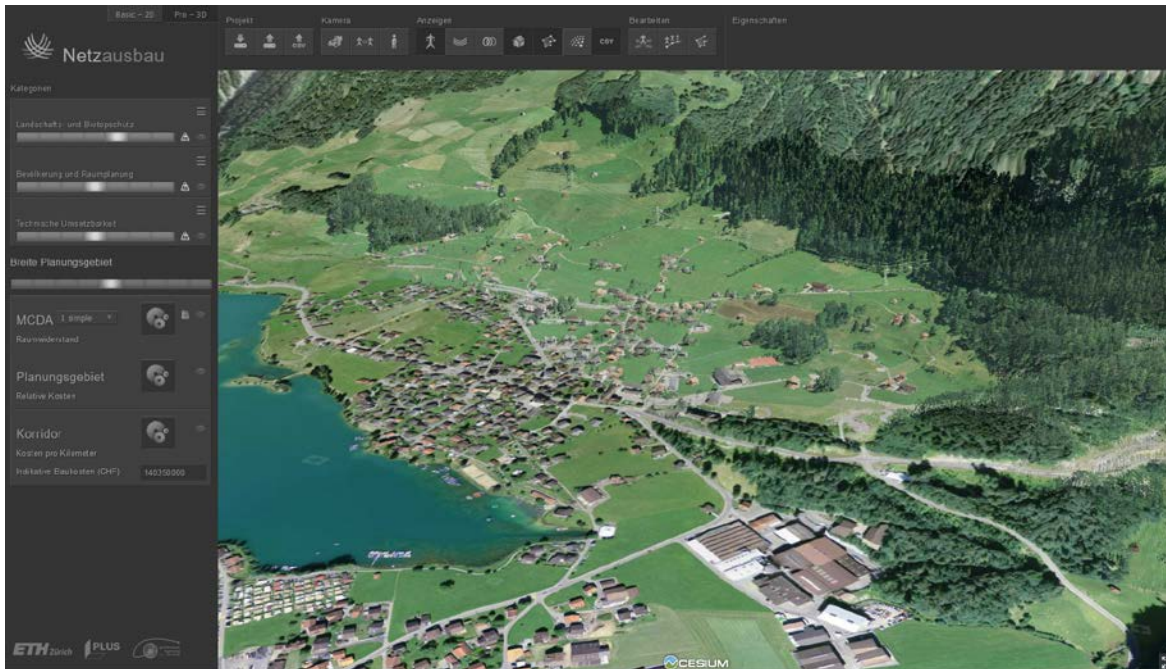 Basic – 2D
Pro – 3D
Netzausbau
Kategorien
Landschafts- und Biotopschutz
Bevölkerung und Raumplanung
Technische Umsetzbarkeit
Breite Planungsgebiet
MCDA 1 simple
Raumwiderstand
Planungsgebiet
Relative Kosten
Korridor
Kosten pro Kilometer
Indikative Baukosten (CHF) 140350000
ETH Zürich
PLUS
Projekt
Kamera
Anzeigen
Bearbeiten
Eigenschaften
CSV
CSV
CESIUM